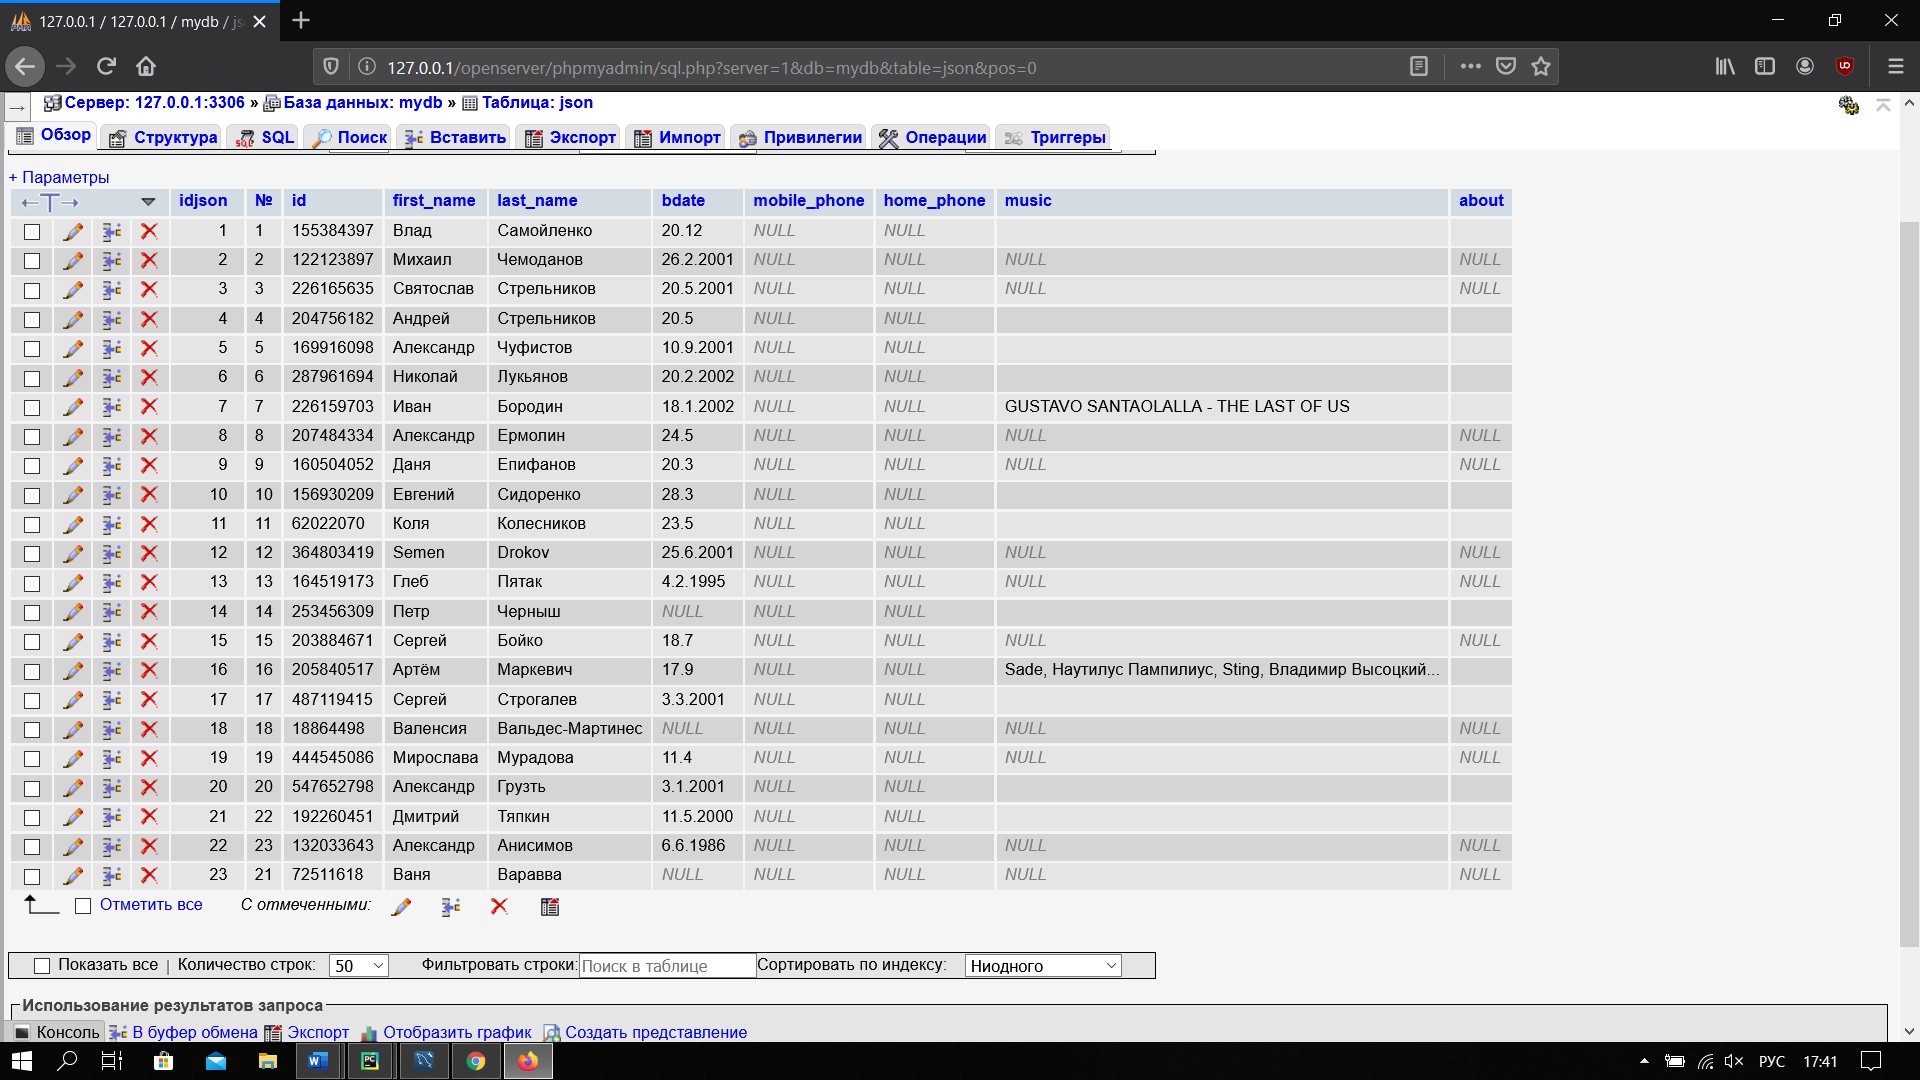 127.0.0.1 / 127.0.0.1 / mydb / js
127.0.0.1/openserver/phpmyadmin/sql.php?server=1&db=mydb&table=json&pos=0
Сервер: 127.0.0.1:3306 » База данных: mydb » Таблица: json
Обзор Структура SQL Поиск Вставить Экспорт Импорт Привилегии Операции Триггеры
+ Параметры
←T→ idjson № id first_name last_name bdate mobile_phone home_phone music about
1 1 155384397 Влад Самойленко 20.12 NULL NULL
2 2 122123897 Михаил Чемоданов 26.2.2001 NULL NULL NULL NULL
3 3 226165635 Святослав Стрельников 20.5.2001 NULL NULL NULL NULL
4 4 204756182 Андрей Стрельников 20.5 NULL NULL
5 5 169916098 Александр Чуфистов 10.9.2001 NULL NULL
6 6 287961694 Николай Лукьянов 20.2.2002 NULL NULL
7 7 226159703 Иван Бородин 18.1.2002 NULL NULL GUSTAVO SANTAOLALLA - THE LAST OF US
8 8 207484334 Александр Ермолин 24.5 NULL NULL NULL NULL
9 9 160504052 Даня Епифанов 20.3 NULL NULL NULL NULL
10 10 156930209 Евгений Сидоренко 28.3 NULL NULL
11 11 62022070 Коля Колесников 23.5 NULL NULL
12 12 364803419 Semen Drokov 25.6.2001 NULL NULL NULL NULL
13 13 164519173 Глеб Пятак 4.2.1995 NULL NULL NULL NULL
14 14 253456309 Петр Черныш NULL NULL NULL
15 15 203884671 Сергей Бойко 18.7 NULL NULL NULL NULL
16 16 205840517 Артём Маркевич 17.9 NULL NULL Sade, Наутилус Пампилиус, Sting, Владимир Высоцкий...
17 17 487119415 Сергей Строгалев 3.3.2001 NULL NULL
18 18 18864498 Валенсия Вальдес-Мартинес NULL NULL NULL NULL NULL
19 19 444545086 Мирослава Мурадова 11.4 NULL NULL NULL NULL
20 20 547652798 Александр Грузть 3.1.2001 NULL NULL
21 22 192260451 Дмитрий Тяпкин 11.5.2000 NULL NULL
22 23 132033643 Александр Анисимов 6.6.1986 NULL NULL NULL NULL
23 21 72511618 Ваня Варавва NULL NULL NULL NULL NULL
Отметить все С отмеченными:
Показать все | Количество строк: 50 Фильтровать строки: Поиск в таблице Сортировать по индексу: Ниодного
Использование результатов запроса
Консоль В буфер обмена Экспорт Отобразить график Создать представление
РУС 17:41